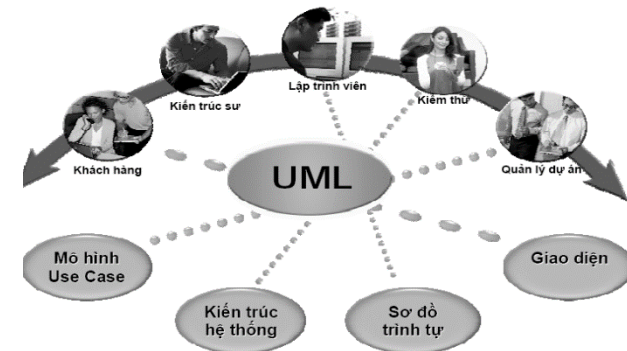 Lập trình viên
Kiến trúc sư
Kiểm thử
Khách hàng
Quản lý dự án
UML
Mô hình
Use Case
Giao diện
Kiến trúc
hệ thống
Sơ đồ
trình tự